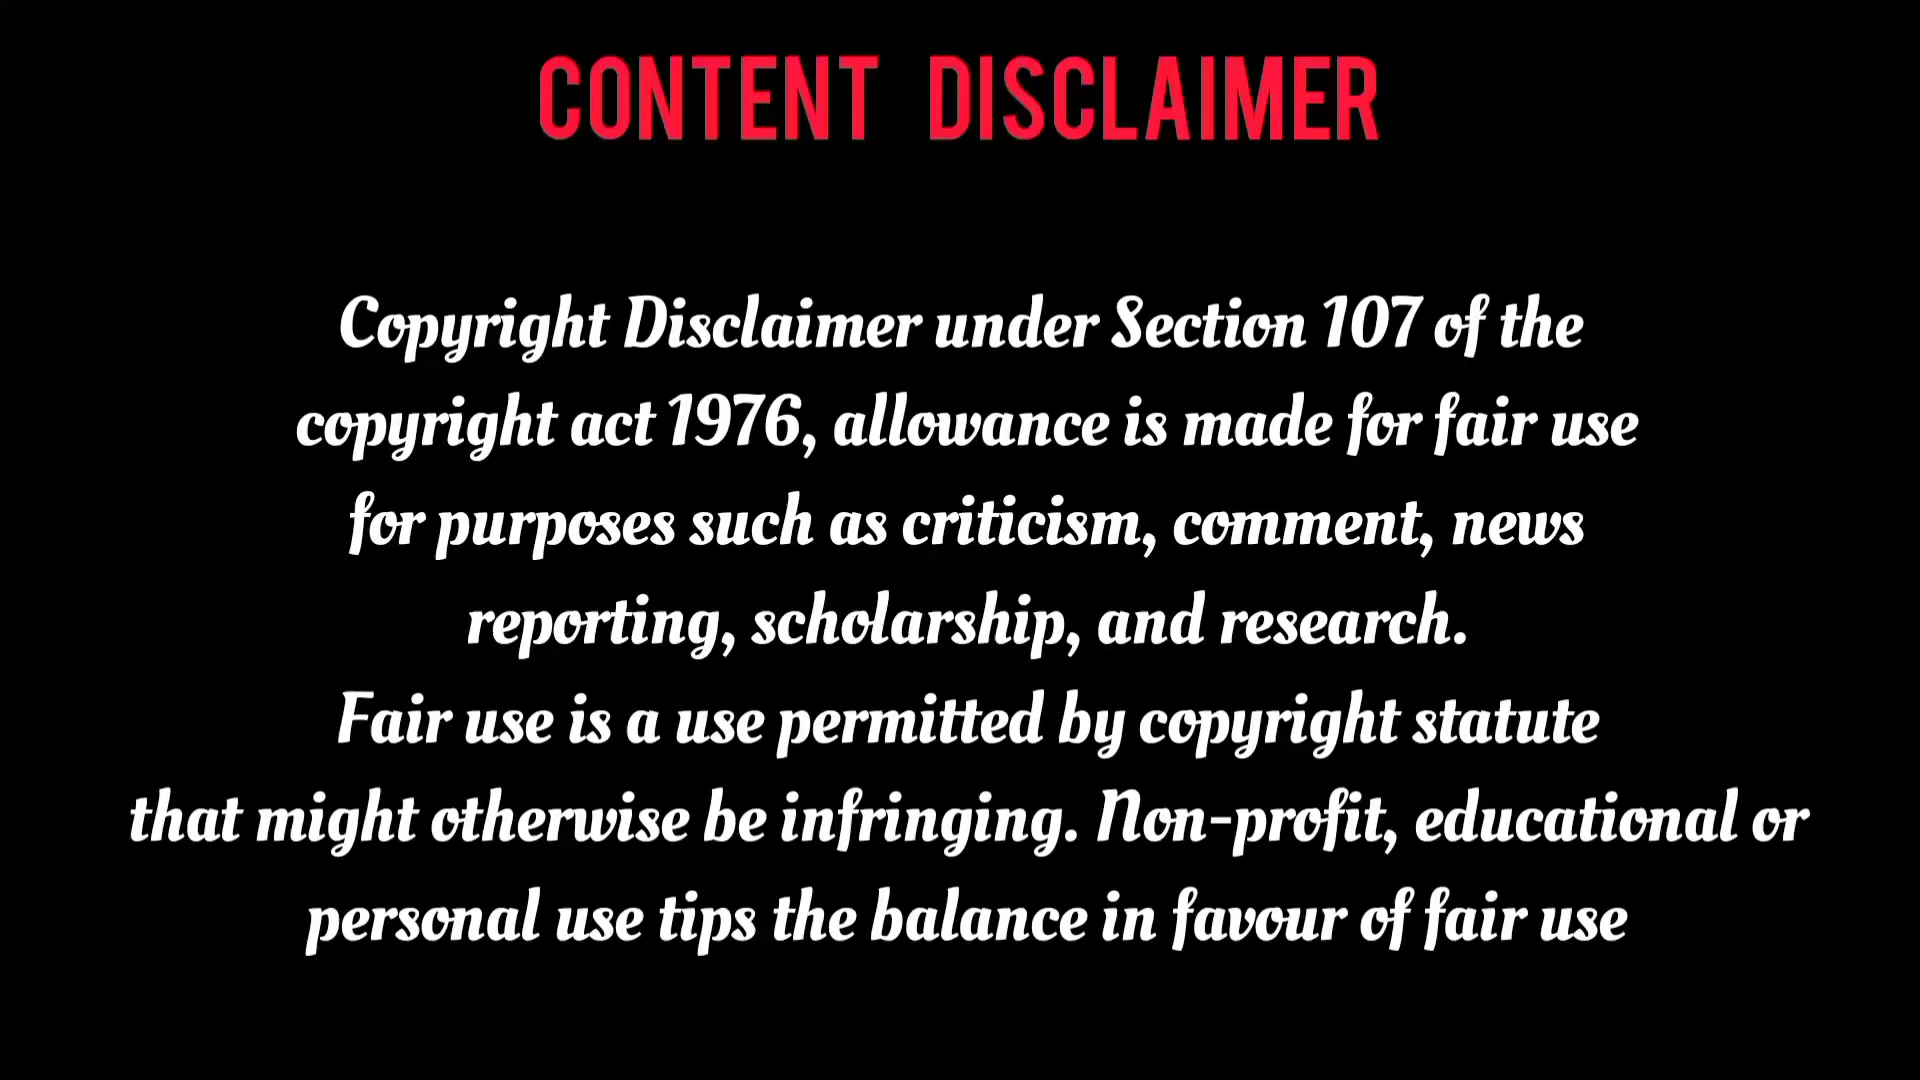 CONTENT DISCLAIMER
Copyright Disclaimer under Section 107 of the
copyright act 1976, allowance is made for fair use
for purposes such as criticism, comment, news
reporting, scholarship, and research.
Fair use is a use permitted by copyright statute
that might otherwise be infringing. Non-profit, educational or
personal use tips the balance in favour of fair use